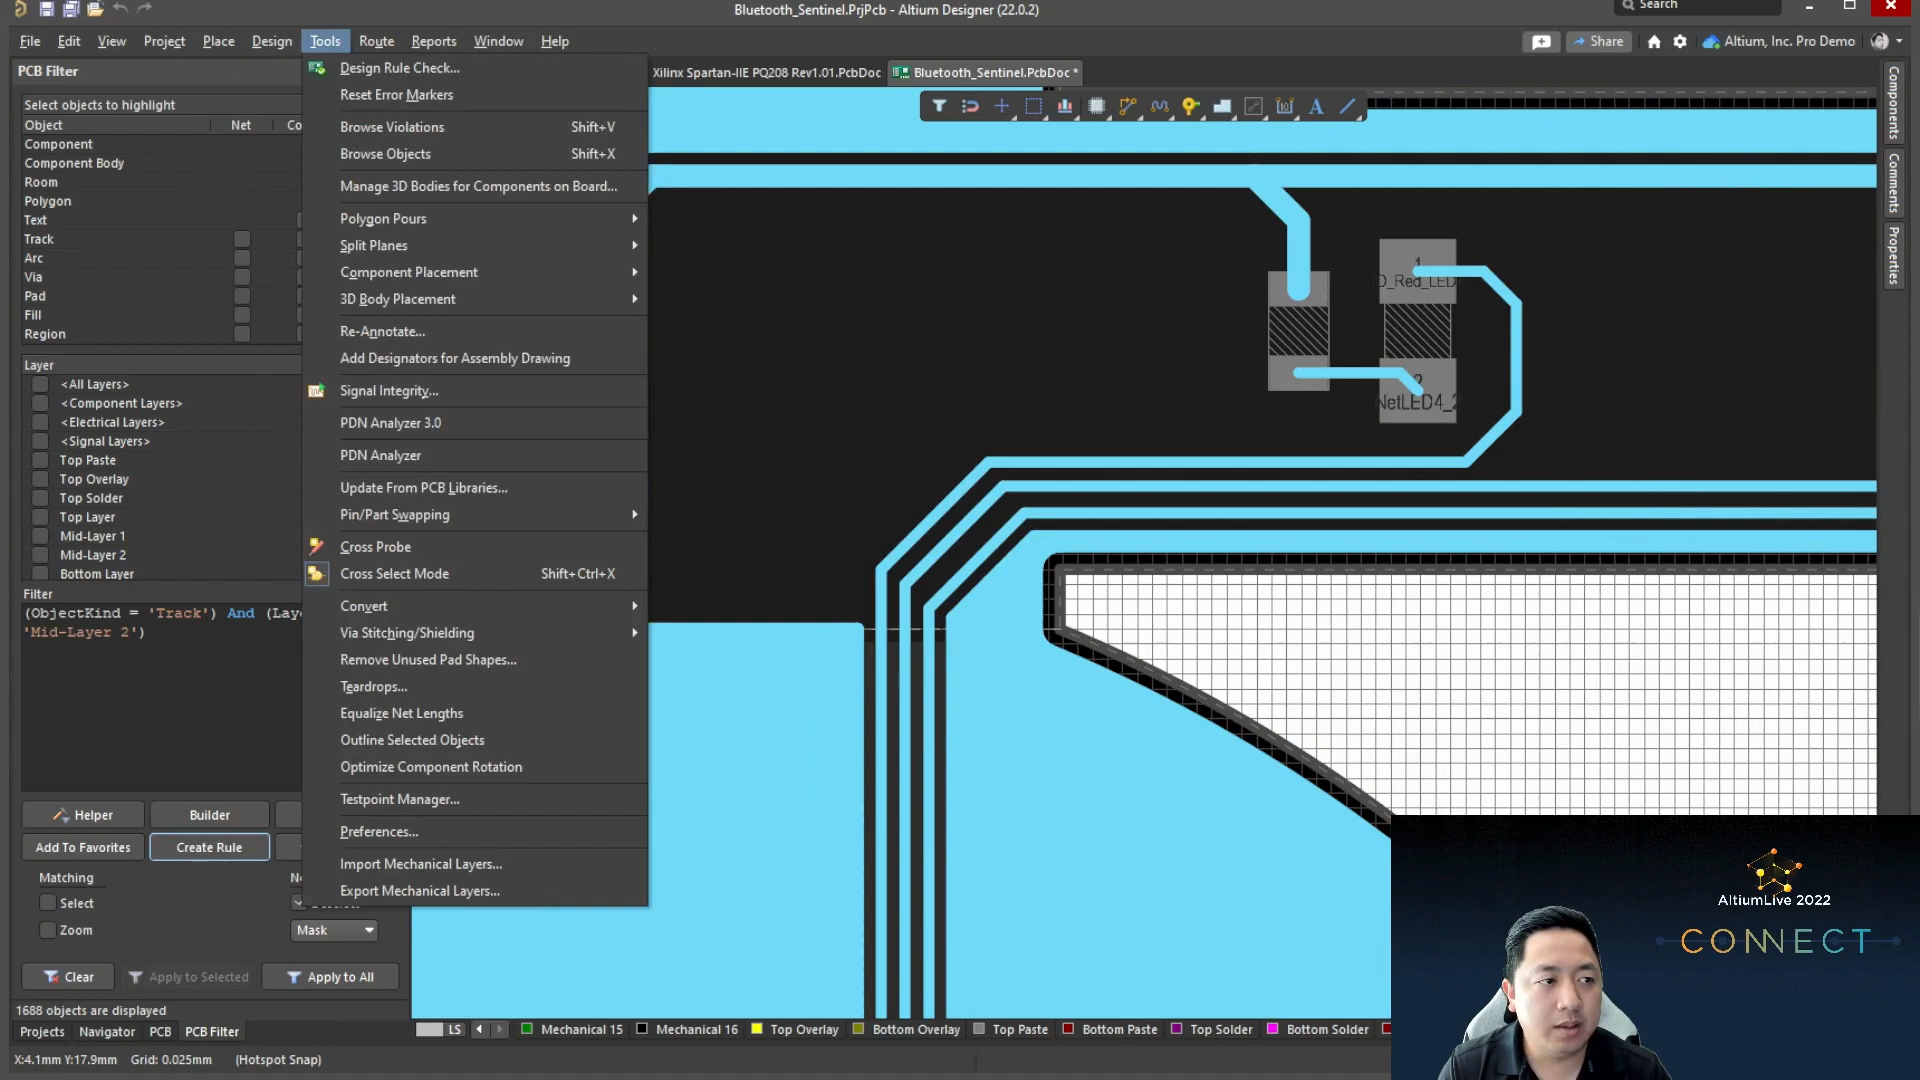 Bluetooth_Sentinel.PrjPcb - Altium Designer (22.0.2)
Search
File Edit View Project Place Design Tools Route Reports Window Help
Share
Altium, Inc. Pro Demo
PCB Filter
Xilinx Spartan-IIE PQ208 Rev1.01.PcbDoc
Bluetooth_Sentinel.PcbDoc *
Select objects to highlight
Object Net Co
Component
Component Body
Room
Polygon
Text
Track
Arc
Via
Pad
Fill
Region
Layer
<All Layers>
<Component Layers>
<Electrical Layers>
<Signal Layers>
Top Paste
Top Overlay
Top Solder
Top Layer
Mid-Layer 1
Mid-Layer 2
Bottom Layer
Filter
(ObjectKind = 'Track') And (Lay
'Mid-Layer 2')
Helper
Builder
Add To Favorites
Create Rule
Matching
Select
Zoom
Mask
Clear
Apply to Selected
Apply to All
1688 objects are displayed
Projects Navigator PCB PCB Filter
X:4.1mm Y:17.9mm Grid: 0.025mm (Hotspot Snap)
Design Rule Check...
Reset Error Markers
Browse Violations Shift+V
Browse Objects Shift+X
Manage 3D Bodies for Components on Board...
Polygon Pours
Split Planes
Component Placement
3D Body Placement
Re-Annotate...
Add Designators for Assembly Drawing
Signal Integrity...
PDN Analyzer 3.0
PDN Analyzer
Update From PCB Libraries...
Pin/Part Swapping
Cross Probe
Cross Select Mode Shift+Ctrl+X
Convert
Via Stitching/Shielding
Remove Unused Pad Shapes...
Teardrops...
Equalize Net Lengths
Outline Selected Objects
Optimize Component Rotation
Testpoint Manager...
Preferences...
Import Mechanical Layers...
Export Mechanical Layers...
1
D_Red_LED
2
NetLED4_2
Components
Comments
Properties
LS
Mechanical 15
Mechanical 16
Top Overlay
Bottom Overlay
Top Paste
Bottom Paste
Top Solder
Bottom Solder
AltiumLive 2022
CONNECT